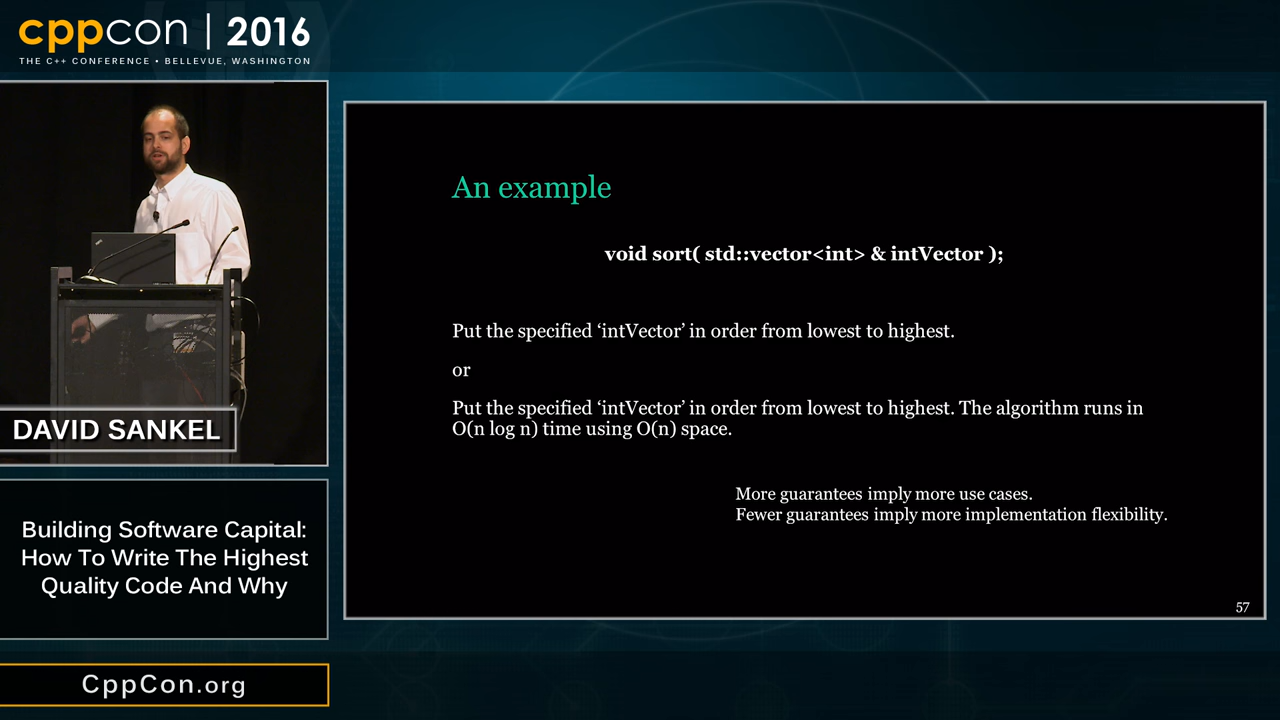 cppcon | 2016
THE C++ CONFERENCE • BELLEVUE, WASHINGTON
An example
void sort( std::vector<int> & intVector );
Put the specified ‘intVector’ in order from lowest to highest.
or
Put the specified ‘intVector’ in order from lowest to highest. The algorithm runs in
O(n log n) time using O(n) space.
More guarantees imply more use cases.
Fewer guarantees imply more implementation flexibility.
57
DAVID SANKEL
Building Software Capital:
How To Write The Highest
Quality Code And Why
CppCon.org